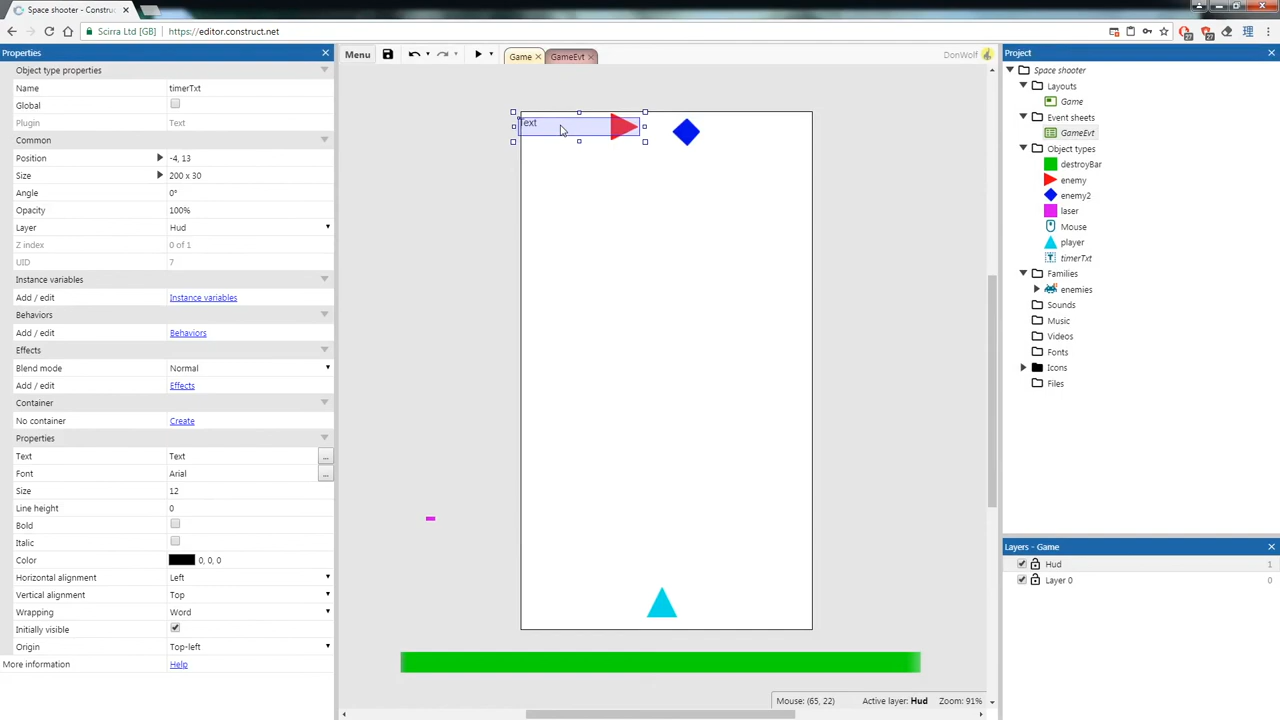 Space shooter - Constru
Scirra Ltd [GB] https://editor.construct.net
Properties
Object type properties
Name timerTxt
Global
Plugin Text
Common
Position -4, 13
Size 200 x 30
Angle 0°
Opacity 100%
Layer Hud
Z index 0 of 1
UID 7
Instance variables
Add / edit Instance variables
Behaviors
Add / edit Behaviors
Effects
Blend mode Normal
Add / edit Effects
Container
No container Create
Properties
Text Text ...
Font Arial ...
Size 12
Line height 0
Bold
Italic
Color 0, 0, 0
Horizontal alignment Left
Vertical alignment Top
Wrapping Word
Initially visible
Origin Top-left
More information Help
Menu
Game GameEvt
DonWolf
Text
Mouse: (65, 22) Active layer: Hud Zoom: 91%
Project
Space shooter
Layouts
Game
Event sheets
GameEvt
Object types
destroyBar
enemy
enemy2
laser
Mouse
player
timerTxt
Families
enemies
Sounds
Music
Videos
Fonts
Icons
Files
Layers - Game
Hud 1
Layer 0 0